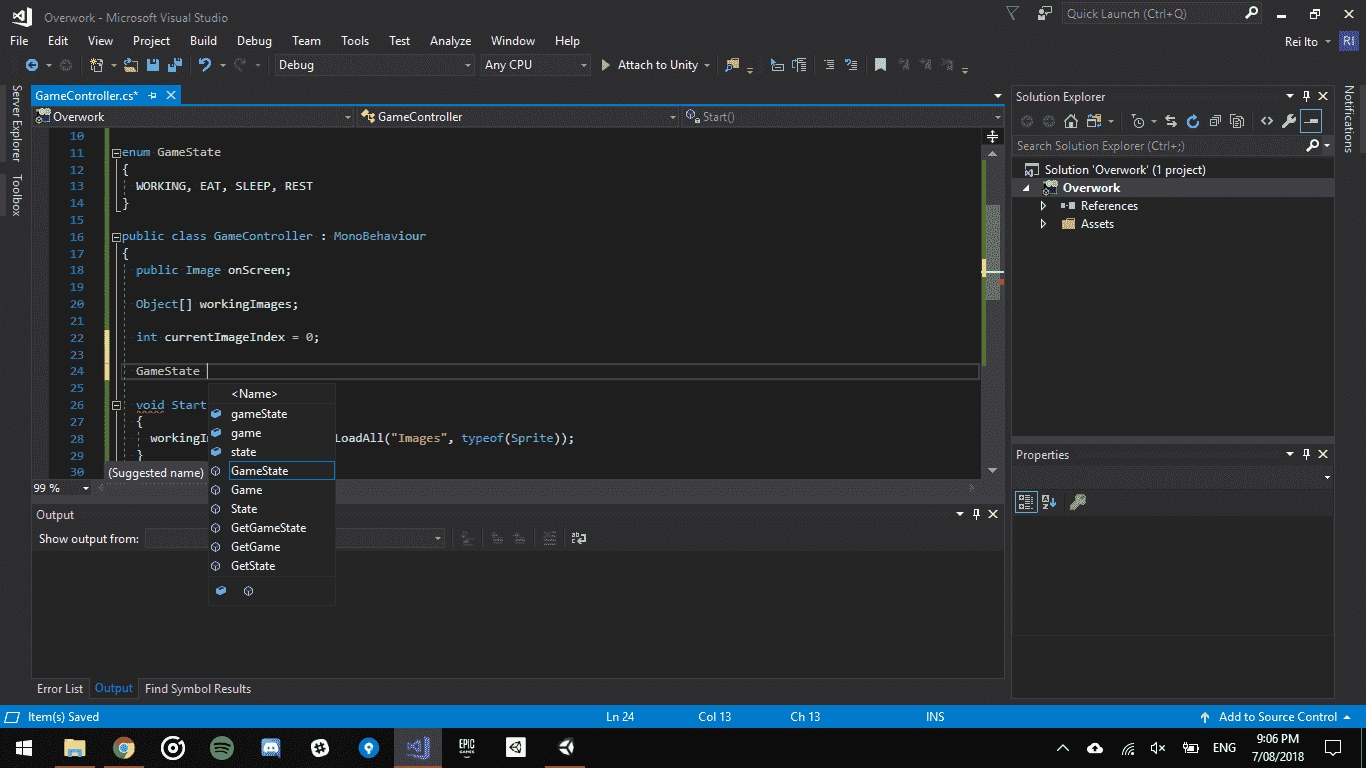 Overwork - Microsoft Visual Studio
Quick Launch (Ctrl+Q)
File Edit View Project Build Debug Team Tools Test Analyze Window Help
Rei Ito RI
Debug Any CPU Attach to Unity
Server Explorer
Toolbox
GameController.cs*
Overwork GameController Start()
10
11 enum GameState
12 {
13 WORKING, EAT, SLEEP, REST
14 }
15
16 public class GameController : MonoBehaviour
17 {
18 public Image onScreen;
19
20 Object[] workingImages;
21
22 int currentImageIndex = 0;
23
24 GameState
25
26 void Start
27 {
28 workingI LoadAll("Images", typeof(Sprite));
29 }
30
(Suggested name)
<Name>
gameState
game
state
GameState
Game
State
GetGameState
GetGame
GetState
99 %
Output
Show output from:
Error List Output Find Symbol Results
Solution Explorer
Search Solution Explorer (Ctrl+;)
Solution 'Overwork' (1 project)
Overwork
References
Assets
Properties
Notifications
Item(s) Saved Ln 24 Col 13 Ch 13 INS Add to Source Control
EPIC
GAMES
ENG
9:06 PM
7/08/2018